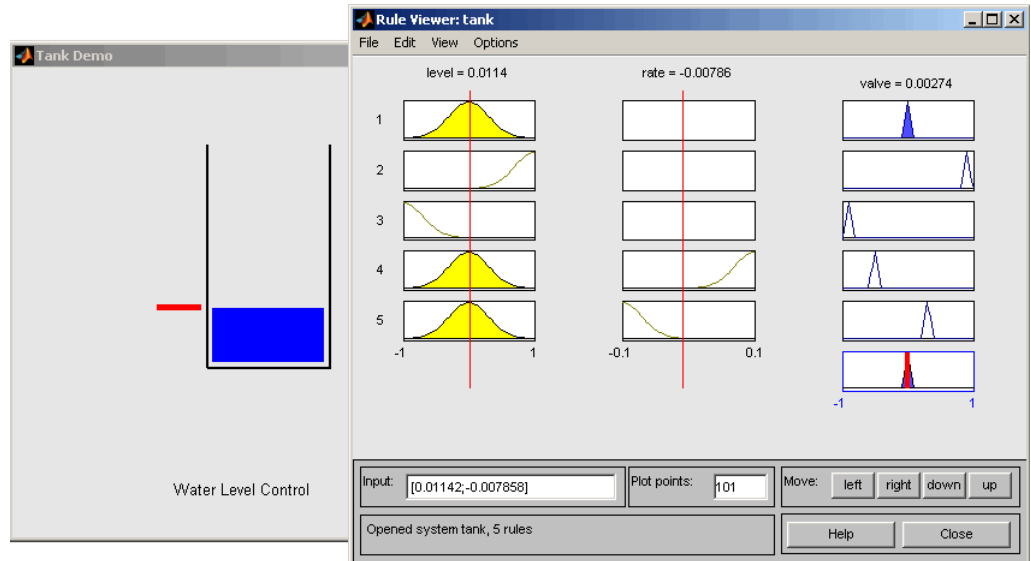 Tank Demo
Water Level Control
Rule Viewer: tank
File Edit View Options
level = 0.0114
rate = -0.00786
valve = 0.00274
1
2
3
4
5
-1 1
-0.1 0.1
-1 1
Input: [0.01142;-0.007858]
Plot points: 101
Move: left right down up
Opened system tank, 5 rules
Help Close